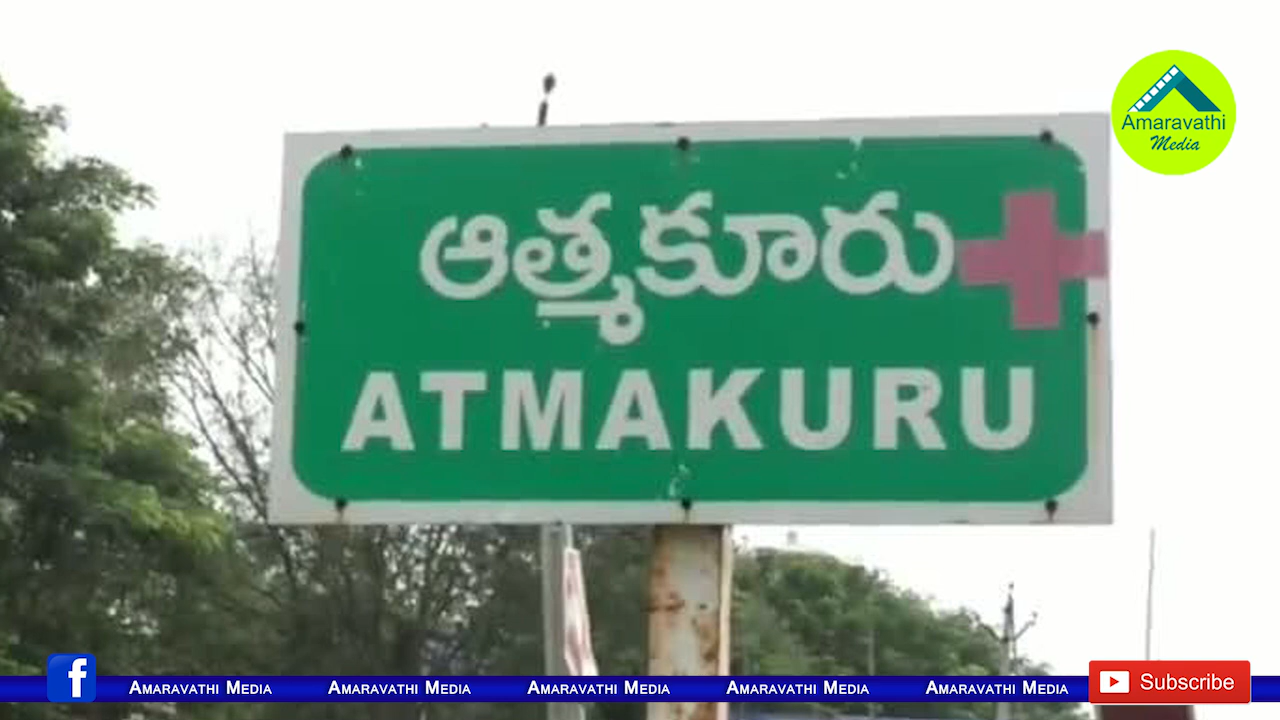 Amaravathi
Media
ఆత్మకూరు
ATMAKURU
f Amaravathi Media Amaravathi Media Amaravathi Media Amaravathi Media Amaravathi Media Subscribe